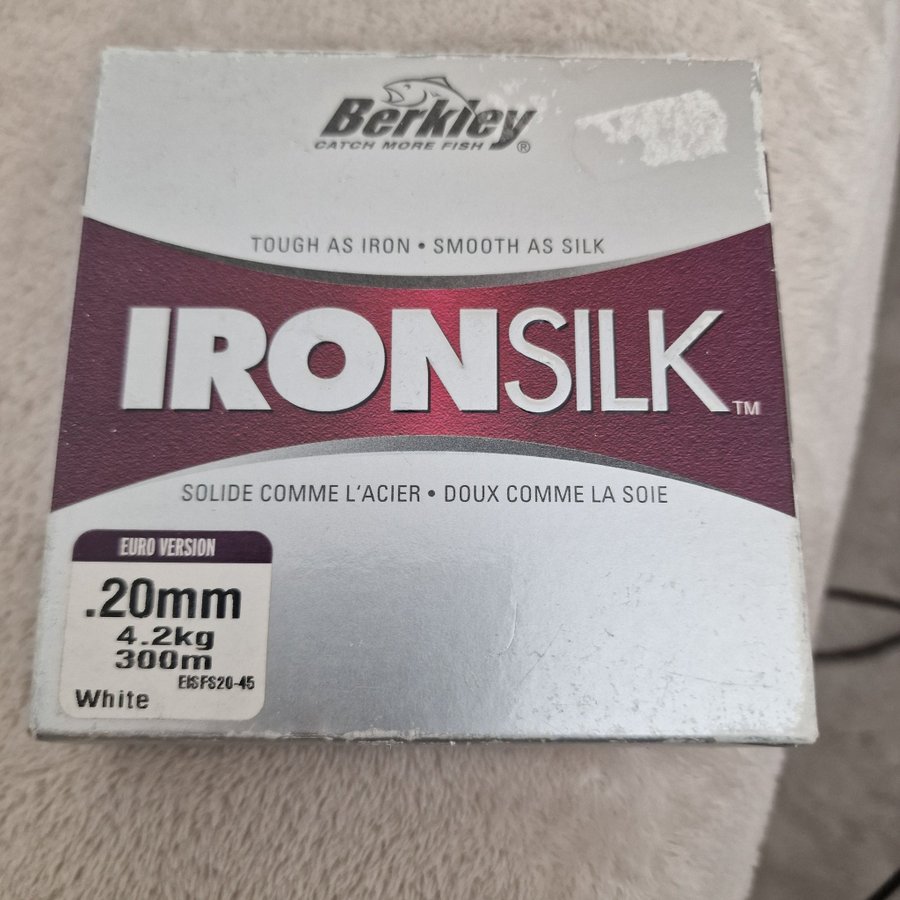 Berkley
CATCH MORE FISH ®
TOUGH AS IRON • SMOOTH AS SILK
IRONSILK™
SOLIDE COMME L'ACIER • DOUX COMME LA SOIE
EURO VERSION
.20mm
4.2kg
300m
EISFS20-45
White